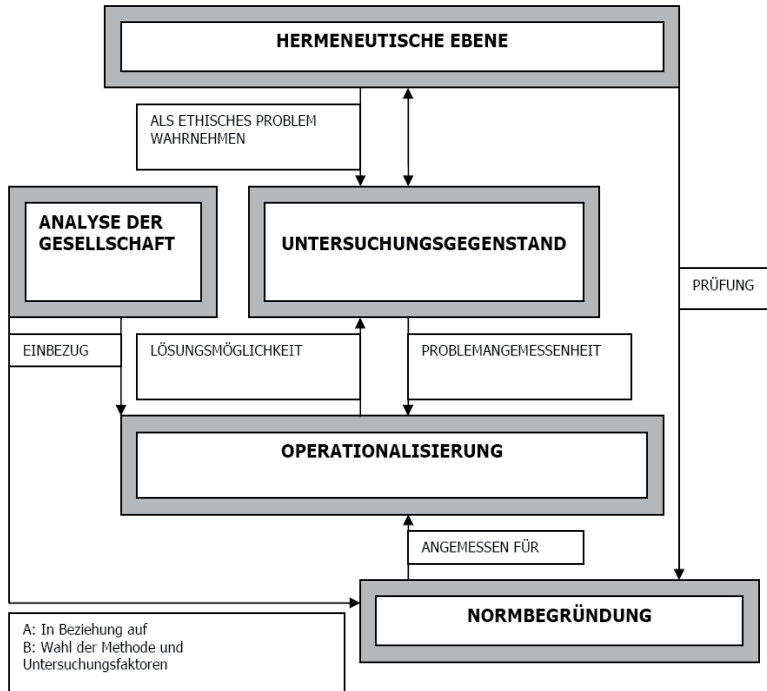 HERMENEUTISCHE EBENE
ALS ETHISCHES PROBLEM
WAHRNEHMEN
ANALYSE DER
GESELLSCHAFT
UNTERSUCHUNGSGEGENSTAND
PRÜFUNG
EINBEZUG
LÖSUNGSMÖGLICHKEIT
PROBLEMANGEMESSENHEIT
OPERATIONALISIERUNG
ANGEMESSEN FÜR
NORMBEGRÜNDUNG
A: In Beziehung auf
B: Wahl der Methode und
Untersuchungsfaktoren